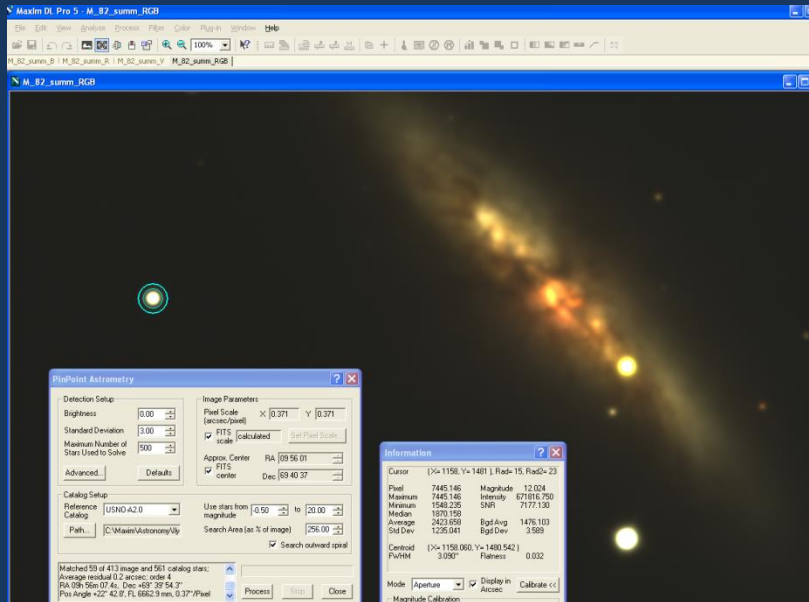 MaxIm DL Pro 5 - M_82_summ_RGB
File Edit View Analyze Process Filter Color Plug-in Window Help
100%
M_82_summ_B | M_82_summ_R | M_82_summ_V | M_82_summ_RGB
M_82_summ_RGB
PinPoint Astrometry
Detection Setup
Brightness 0.00
Standard Deviation 3.00
Maximum Number of Stars Used to Solve 500
Advanced... Defaults
Image Parameters
Pixel Scale (arcsec/pixel) X 0.371 Y 0.371
FITS scale calculated Set Pixel Scale
Approx. Center RA 09 56 01
FITS center Dec 69 40 37
Catalog Setup
Reference Catalog USNO-A2.0
Path... C:\Maxim\Astronomy\
Use stars from magnitude -0.50 to 20.00
Search Area (as % of image) 256.00
Search outward spiral
Matched 59 of 413 image and 561 catalog stars;
Average residual 0.2 arcsec; order 4
RA 09h 56m 07.4s, Dec +69° 39' 54.3"
Pos Angle +22° 42.8', FL 6662.9 mm, 0.37"/Pixel
Process Stop Close
Information
Cursor (X= 1158, Y= 1481 ), Rad= 15, Rad2= 23
Pixel 7445.146 Magnitude 12.024
Maximum 7445.146 Intensity 671816.750
Minimum 1548.235 SNR 7177.130
Median 1870.158
Average 2423.658 Bgd Avg 1476.103
Std Dev 1235.041 Bgd Dev 3.589
Centroid (X= 1158.060, Y= 1480.542 )
FWHM 3.090" Flatness 0.032
Mode Aperture Display in Arcsec Calibrate <<
Magnitude Calibration